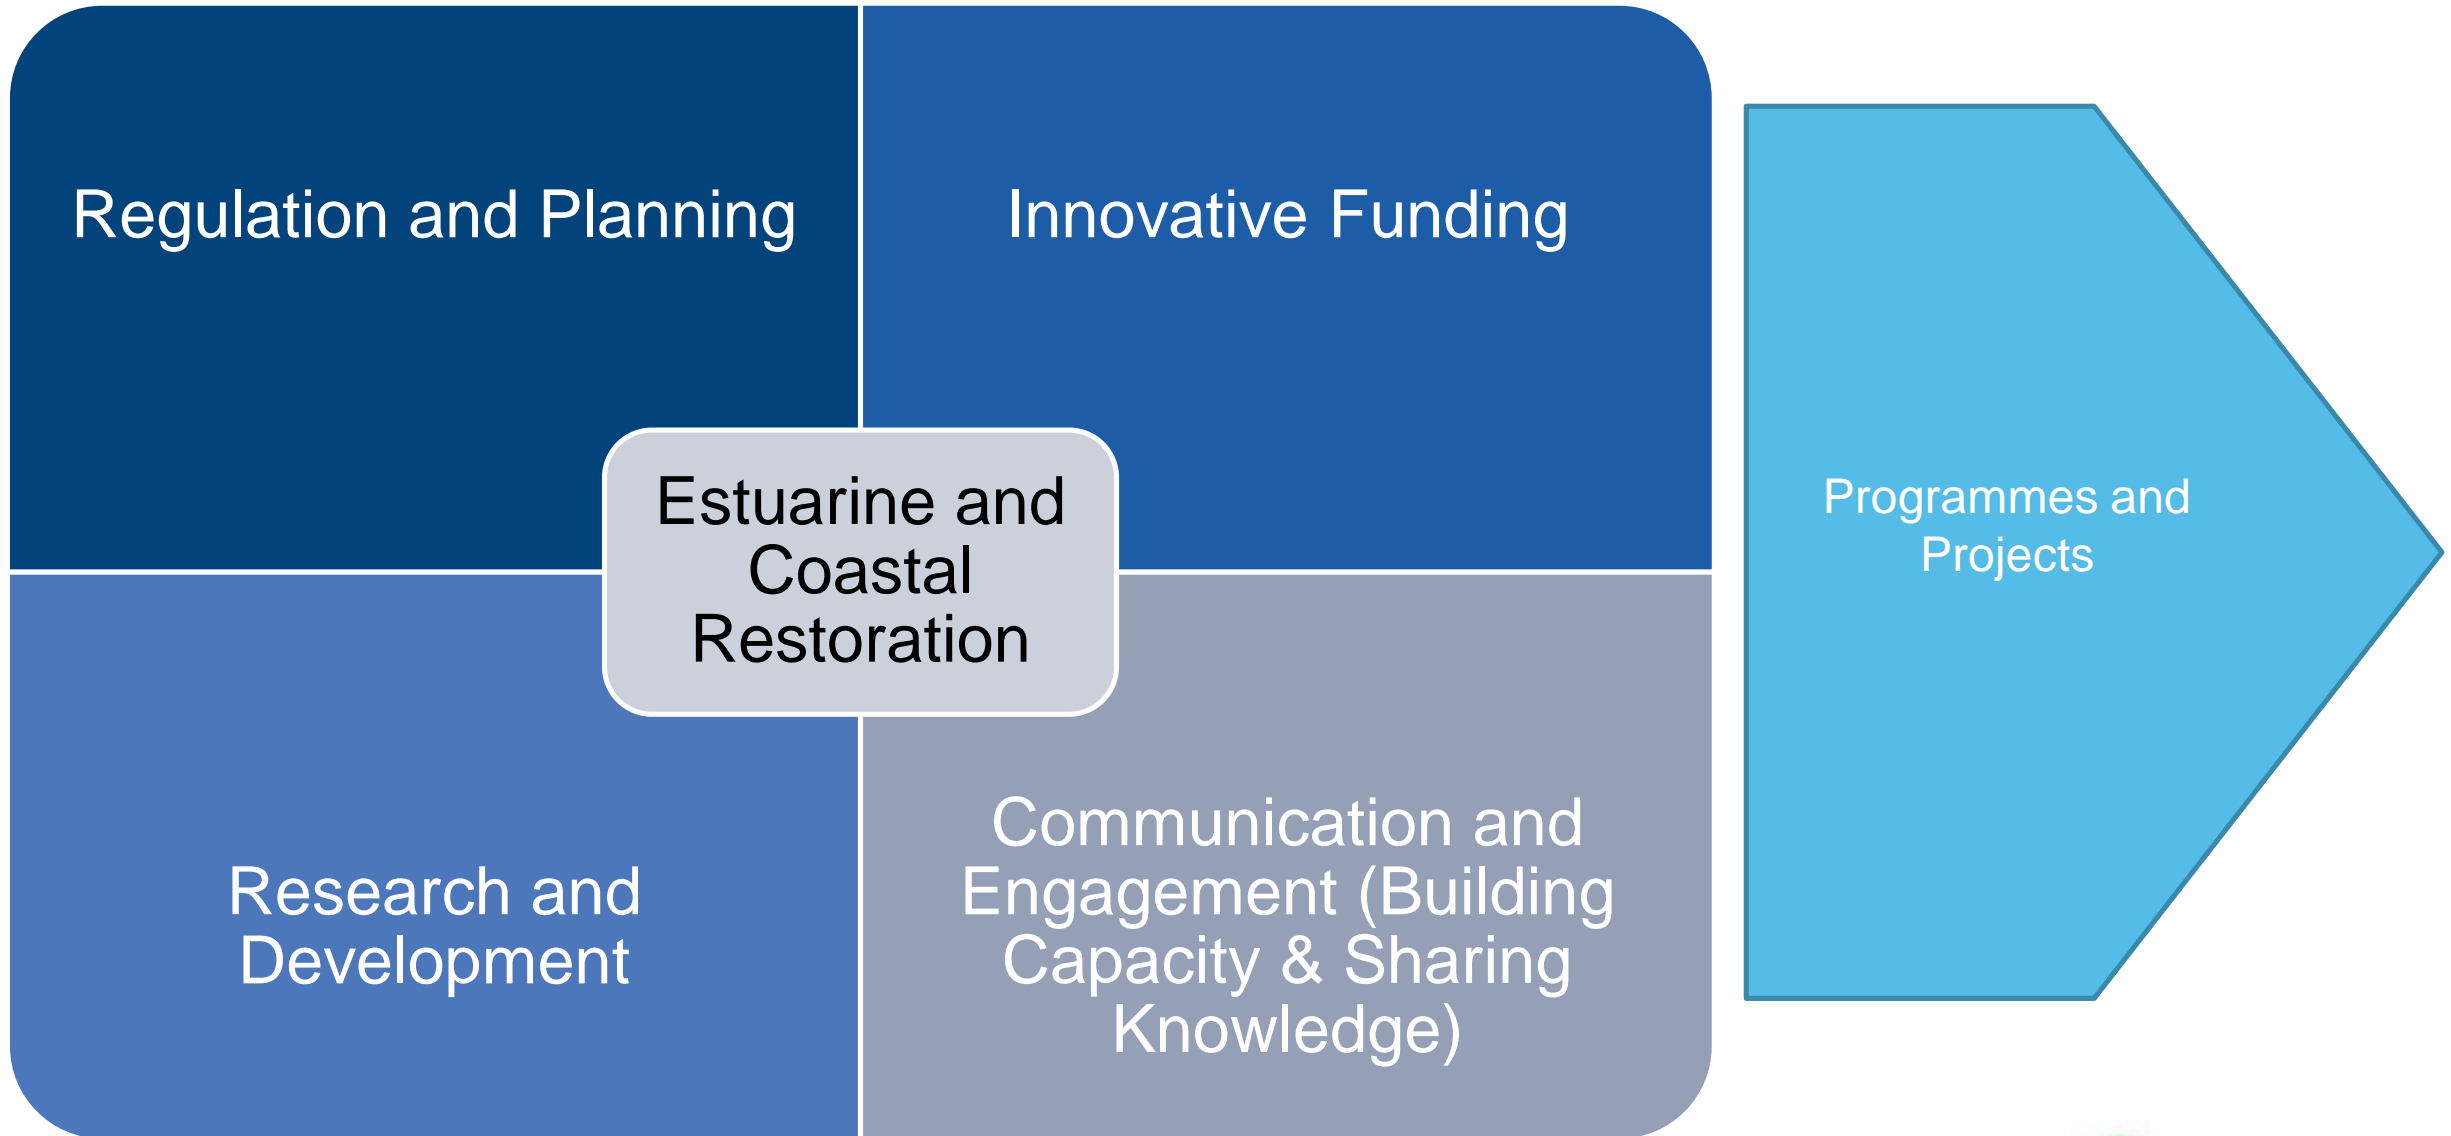 Regulation and Planning
Innovative Funding
Estuarine and
Coastal
Restoration
Programmes and
Projects
Research and
Development
Communication and
Engagement (Building
Capacity & Sharing
Knowledge)